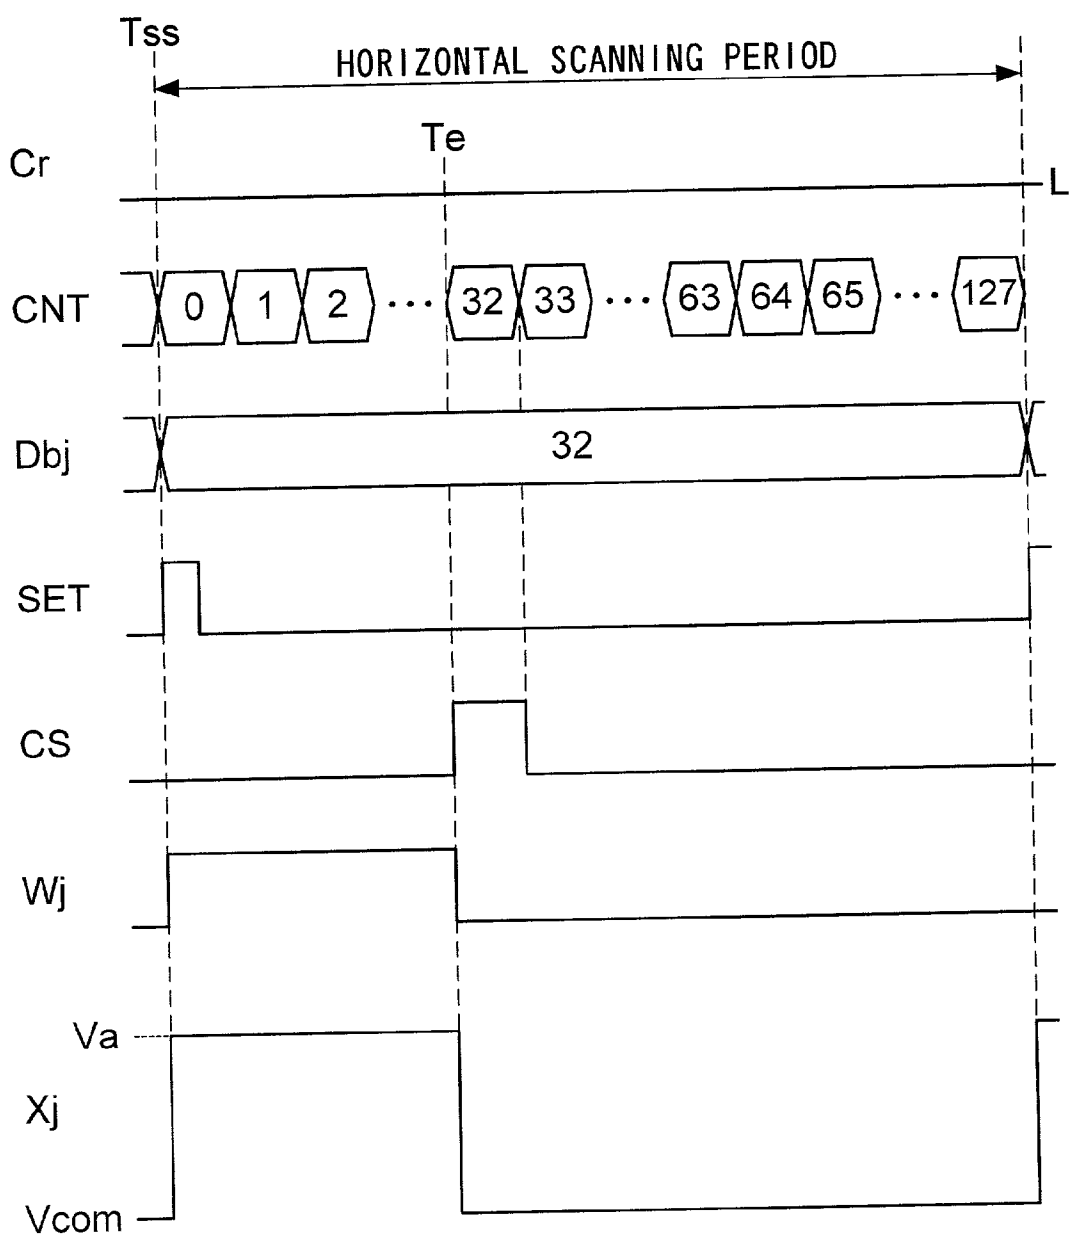 Tss
HORIZONTAL SCANNING PERIOD
Te
Cr
L
CNT 0 1 2 ··· 32 33 ··· 63 64 65 ··· 127
Dbj 32
SET
CS
Wj
Va
Xj
Vcom